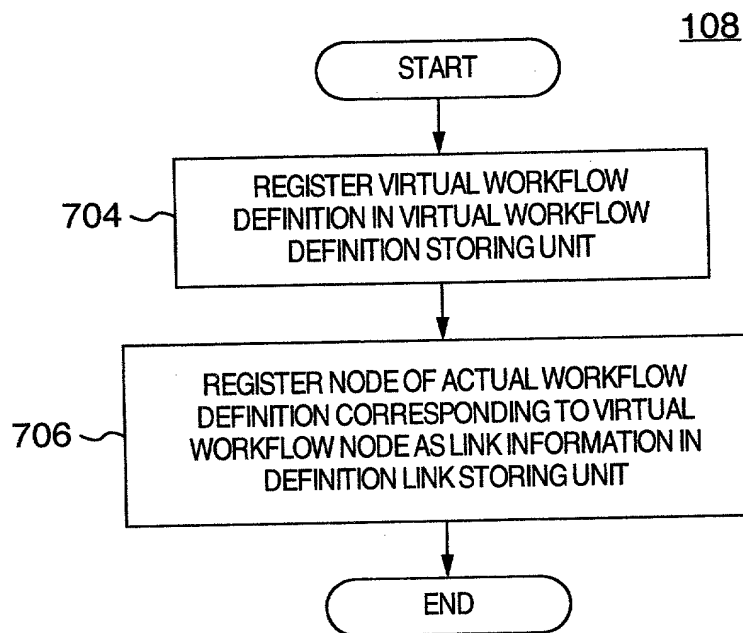 108
START
704
REGISTER VIRTUAL WORKFLOW
DEFINITION IN VIRTUAL WORKFLOW
DEFINITION STORING UNIT
706
REGISTER NODE OF ACTUAL WORKFLOW
DEFINITION CORRESPONDING TO VIRTUAL
WORKFLOW NODE AS LINK INFORMATION IN
DEFINITION LINK STORING UNIT
END